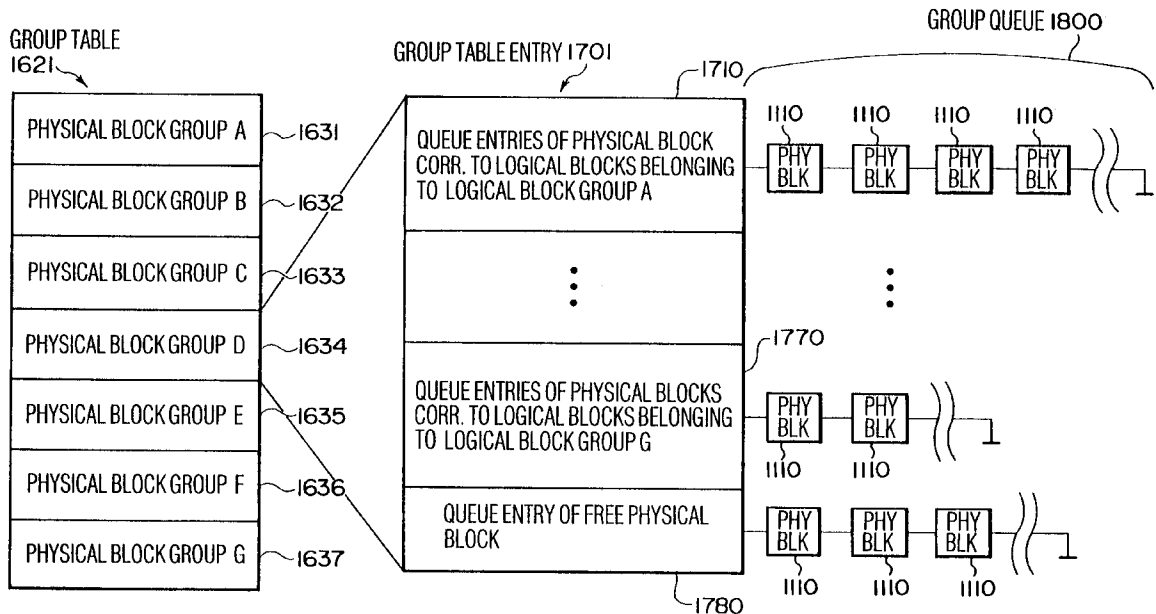 GROUP TABLE
1621
PHYSICAL BLOCK GROUP A
1631
PHYSICAL BLOCK GROUP B
1632
PHYSICAL BLOCK GROUP C
1633
PHYSICAL BLOCK GROUP D
1634
PHYSICAL BLOCK GROUP E
1635
PHYSICAL BLOCK GROUP F
1636
PHYSICAL BLOCK GROUP G
1637
GROUP TABLE ENTRY 1701
1710
QUEUE ENTRIES OF PHYSICAL BLOCK
CORR. TO LOGICAL BLOCKS BELONGING
TO LOGICAL BLOCK GROUP A
1770
QUEUE ENTRIES OF PHYSICAL BLOCKS
CORR. TO LOGICAL BLOCKS BELONGING
TO LOGICAL BLOCK GROUP G
QUEUE ENTRY OF FREE PHYSICAL
BLOCK
1780
GROUP QUEUE 1800
1110 1110 1110 1110
PHY PHY PHY PHY
BLK BLK BLK BLK
PHY PHY
BLK BLK
1110 1110
PHY PHY PHY
BLK BLK BLK
1110 1110 1110